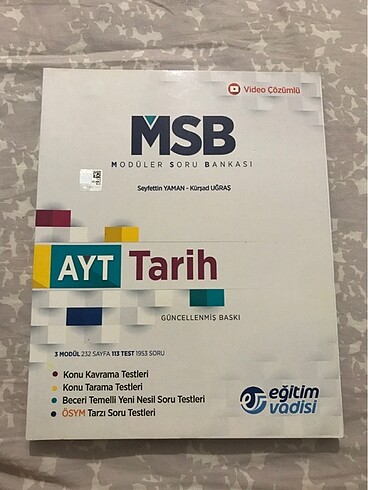 Video Çözümlü
MSB
MODÜLER SORU BANKASI
Seyfettin YAMAN - Kürşad UĞRAŞ
AYT Tarih
GÜNCELLENMİŞ BASKI
3 MODÜL 232 SAYFA 113 TEST 1953 SORU
Konu Kavrama Testleri
Konu Tarama Testleri
Beceri Temelli Yeni Nesil Soru Testleri
ÖSYM Tarzı Soru Testleri
eğitim
vadisi